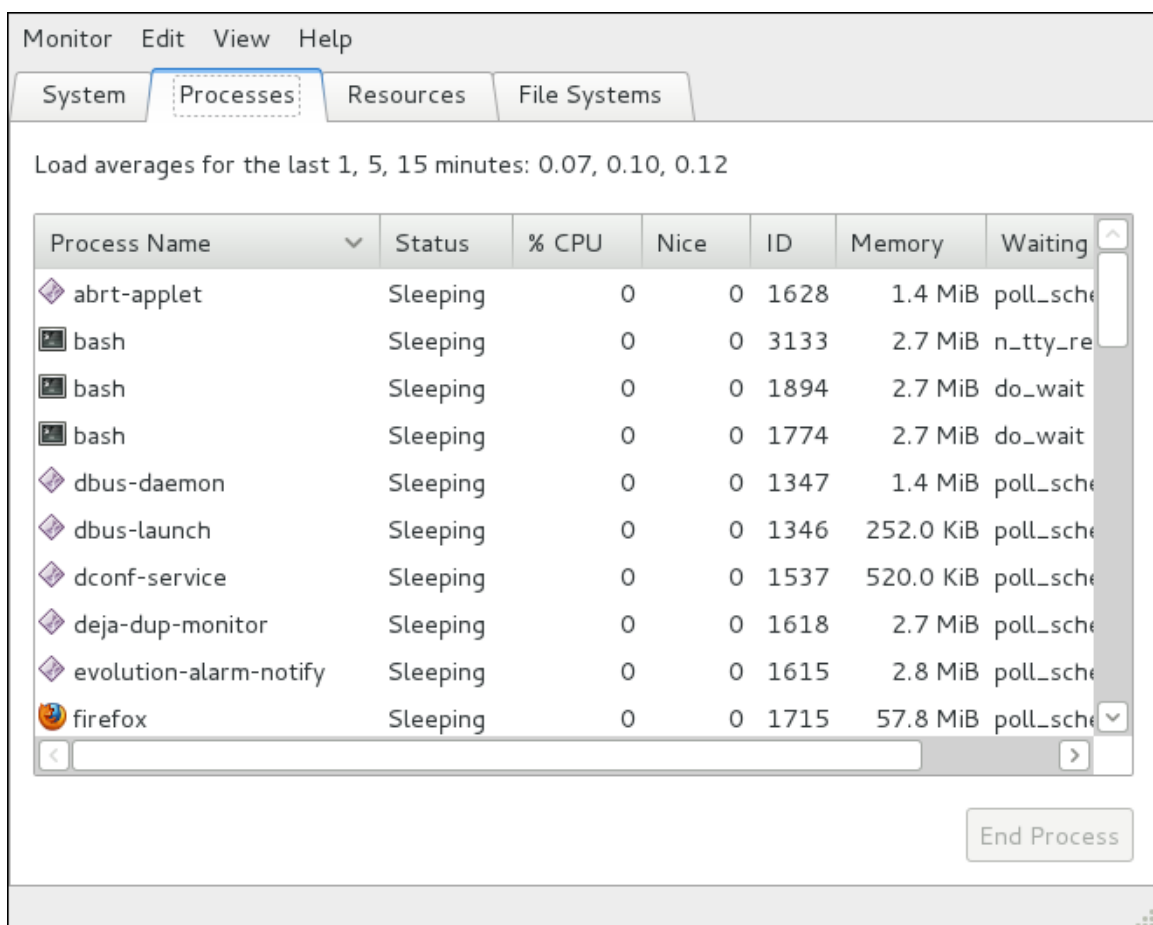 Monitor Edit View Help
System Processes Resources File Systems
Load averages for the last 1, 5, 15 minutes: 0.07, 0.10, 0.12
Process Name Status % CPU Nice ID Memory Waiting
abrt-applet Sleeping 0 0 1628 1.4 MiB poll_sche
bash Sleeping 0 0 3133 2.7 MiB n_tty_re
bash Sleeping 0 0 1894 2.7 MiB do_wait
bash Sleeping 0 0 1774 2.7 MiB do_wait
dbus-daemon Sleeping 0 0 1347 1.4 MiB poll_sche
dbus-launch Sleeping 0 0 1346 252.0 KiB poll_sche
dconf-service Sleeping 0 0 1537 520.0 KiB poll_sche
deja-dup-monitor Sleeping 0 0 1618 2.7 MiB poll_sche
evolution-alarm-notify Sleeping 0 0 1615 2.8 MiB poll_sche
firefox Sleeping 0 0 1715 57.8 MiB poll_sche
End Process